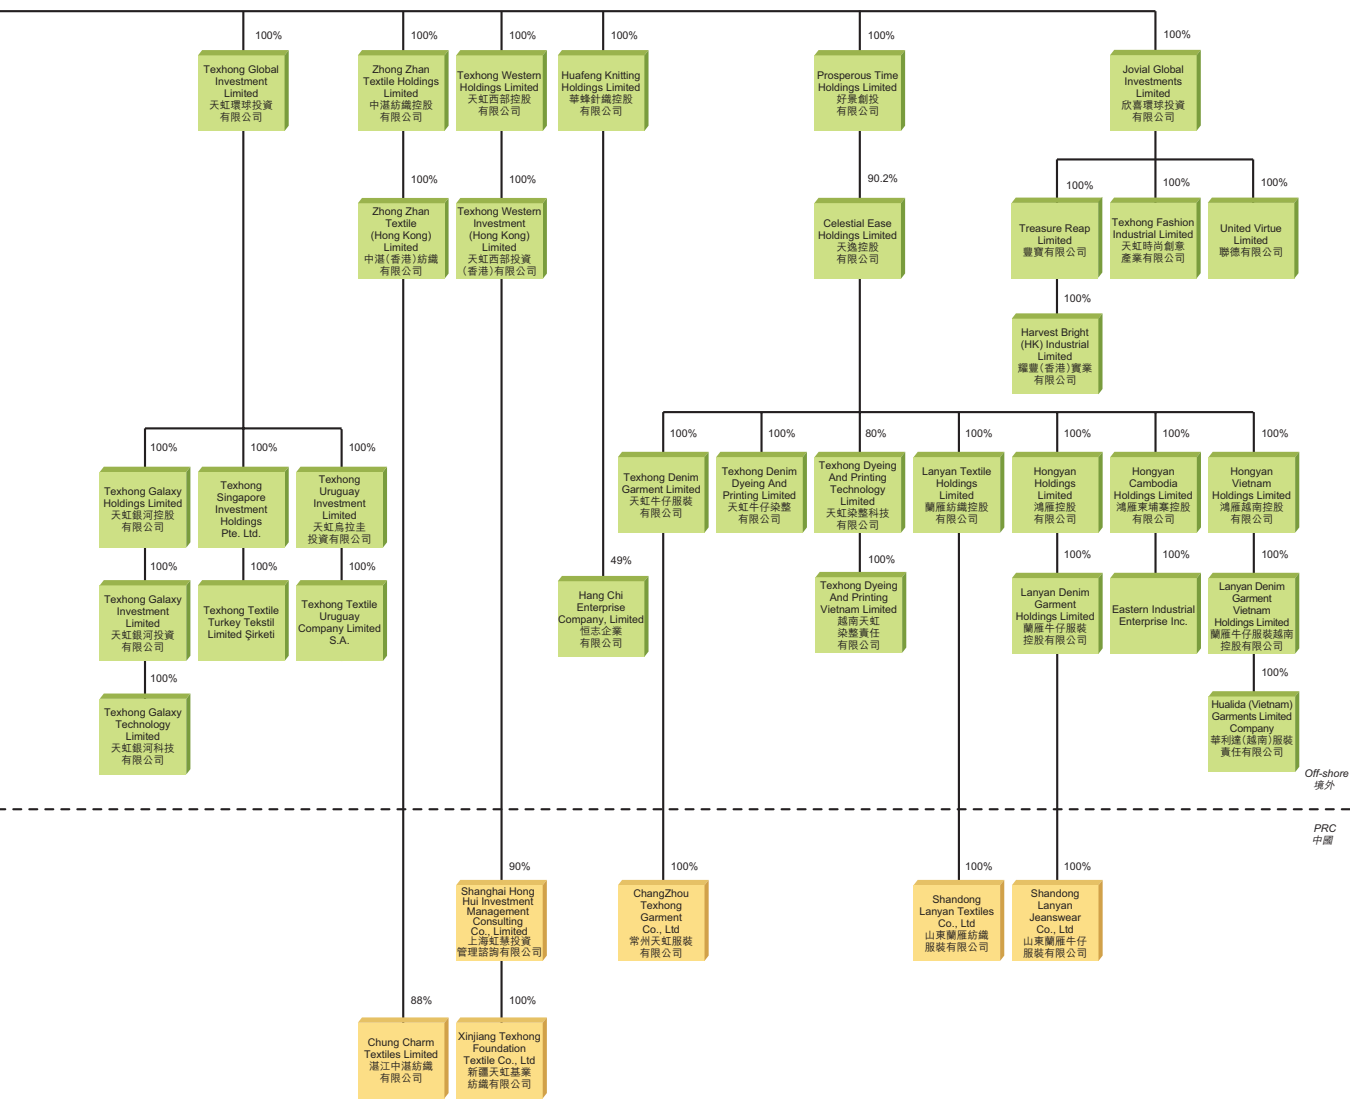 100%
100%
100%
100%
100%
100%
Texhong Global
Investment
Limited
天虹環球投資
有限公司
Zhong Zhan
Textile Holdings
Limited
中湛紡織控股
有限公司
Texhong Western
Holdings Limited
天虹西部控股
有限公司
Huafeng Knitting
Holdings Limited
華蜂針織控股
有限公司
Prosperous Time
Holdings Limited
好景創投
有限公司
Jovial Global
Investments
Limited
欣喜環球投資
有限公司
100%
100%
90.2%
100%
100%
100%
Zhong Zhan
Textile
(Hong Kong)
Limited
中湛(香港)紡織
有限公司
Texhong Western
Investment
(Hong Kong)
Limited
天虹西部投資
(香港)有限公司
Celestial Ease
Holdings Limited
天逸控股
有限公司
Treasure Reap
Limited
豐寶有限公司
Texhong Fashion
Industrial Limited
天虹時尚創意
產業有限公司
United Virtue
Limited
聯德有限公司
100%
Harvest Bright
(HK) Industrial
Limited
耀豐(香港)實業
有限公司
100%
100%
100%
100%
100%
80%
100%
100%
100%
100%
Texhong Galaxy
Holdings Limited
天虹銀河控股
有限公司
Texhong
Singapore
Investment
Holdings
Pte. Ltd.
Texhong
Uruguay
Investment
Limited
天虹烏拉圭
投資有限公司
Texhong Denim
Garment Limited
天虹牛仔服裝
有限公司
Texhong Denim
Dyeing And
Printing Limited
天虹牛仔染整
有限公司
Texhong Dyeing
And Printing
Technology
Limited
天虹染整科技
有限公司
Lanyan Textile
Holdings
Limited
蘭雁紡織控股
有限公司
Hongyan
Holdings
Limited
鴻雁控股
有限公司
Hongyan
Cambodia
Holdings Limited
鴻雁柬埔寨控股
有限公司
Hongyan
Vietnam
Holdings Limited
鴻雁越南控股
有限公司
100%
100%
100%
49%
100%
100%
100%
100%
Texhong Galaxy
Investment
Limited
天虹銀河投資
有限公司
Texhong Textile
Turkey Tekstil
Limited Şirketi
Texhong Textile
Uruguay
Company Limited
S.A.
Hang Chi
Enterprise
Company, Limited
恒志企業
有限公司
Texhong Dyeing
And Printing
Vietnam Limited
越南天虹
染整責任
有限公司
Lanyan Denim
Garment
Holdings Limited
蘭雁牛仔服裝
控股有限公司
Eastern Industrial
Enterprise Inc.
Lanyan Denim
Garment
Vietnam
Holdings Limited
蘭雁牛仔服裝越南
控股有限公司
100%
100%
Texhong Galaxy
Technology
Limited
天虹銀河科技
有限公司
Hualida (Vietnam)
Garments Limited
Company
華利達(越南)服裝
責任有限公司
Off-shore
境外
PRC
中國
90%
100%
100%
100%
Shanghai Hong
Hui Investment
Management
Consulting
Co., Limited
上海虹慧投資
管理諮詢有限公司
ChangZhou
Texhong
Garment
Co., Ltd
常州天虹服裝
有限公司
Shandong
Lanyan Textiles
Co., Ltd
山東蘭雁紡織
服裝有限公司
Shandong
Lanyan
Jeanswear
Co., Ltd
山東蘭雁牛仔
服裝有限公司
88%
100%
Chung Charm
Textiles Limited
湛江中湛紡織
有限公司
Xinjiang Texhong
Foundation
Textile Co., Ltd
新疆天虹基業
紡織有限公司